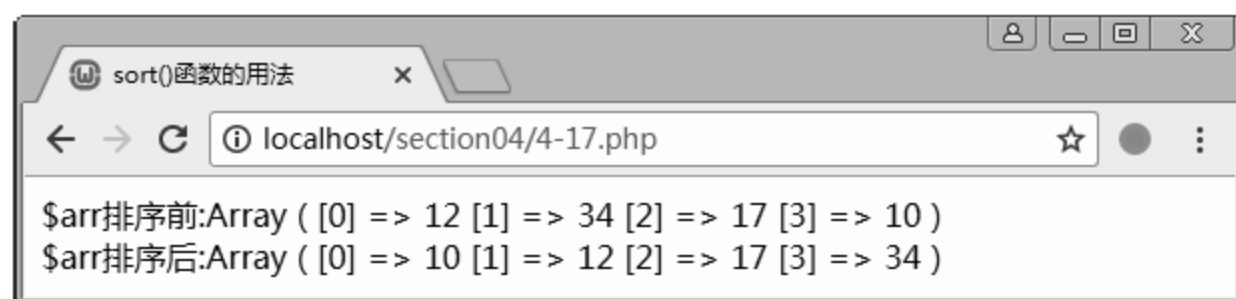 sort()函数的用法
localhost/section04/4-17.php
$arr排序前:Array ( [0] => 12 [1] => 34 [2] => 17 [3] => 10 )
$arr排序后:Array ( [0] => 10 [1] => 12 [2] => 17 [3] => 34 )